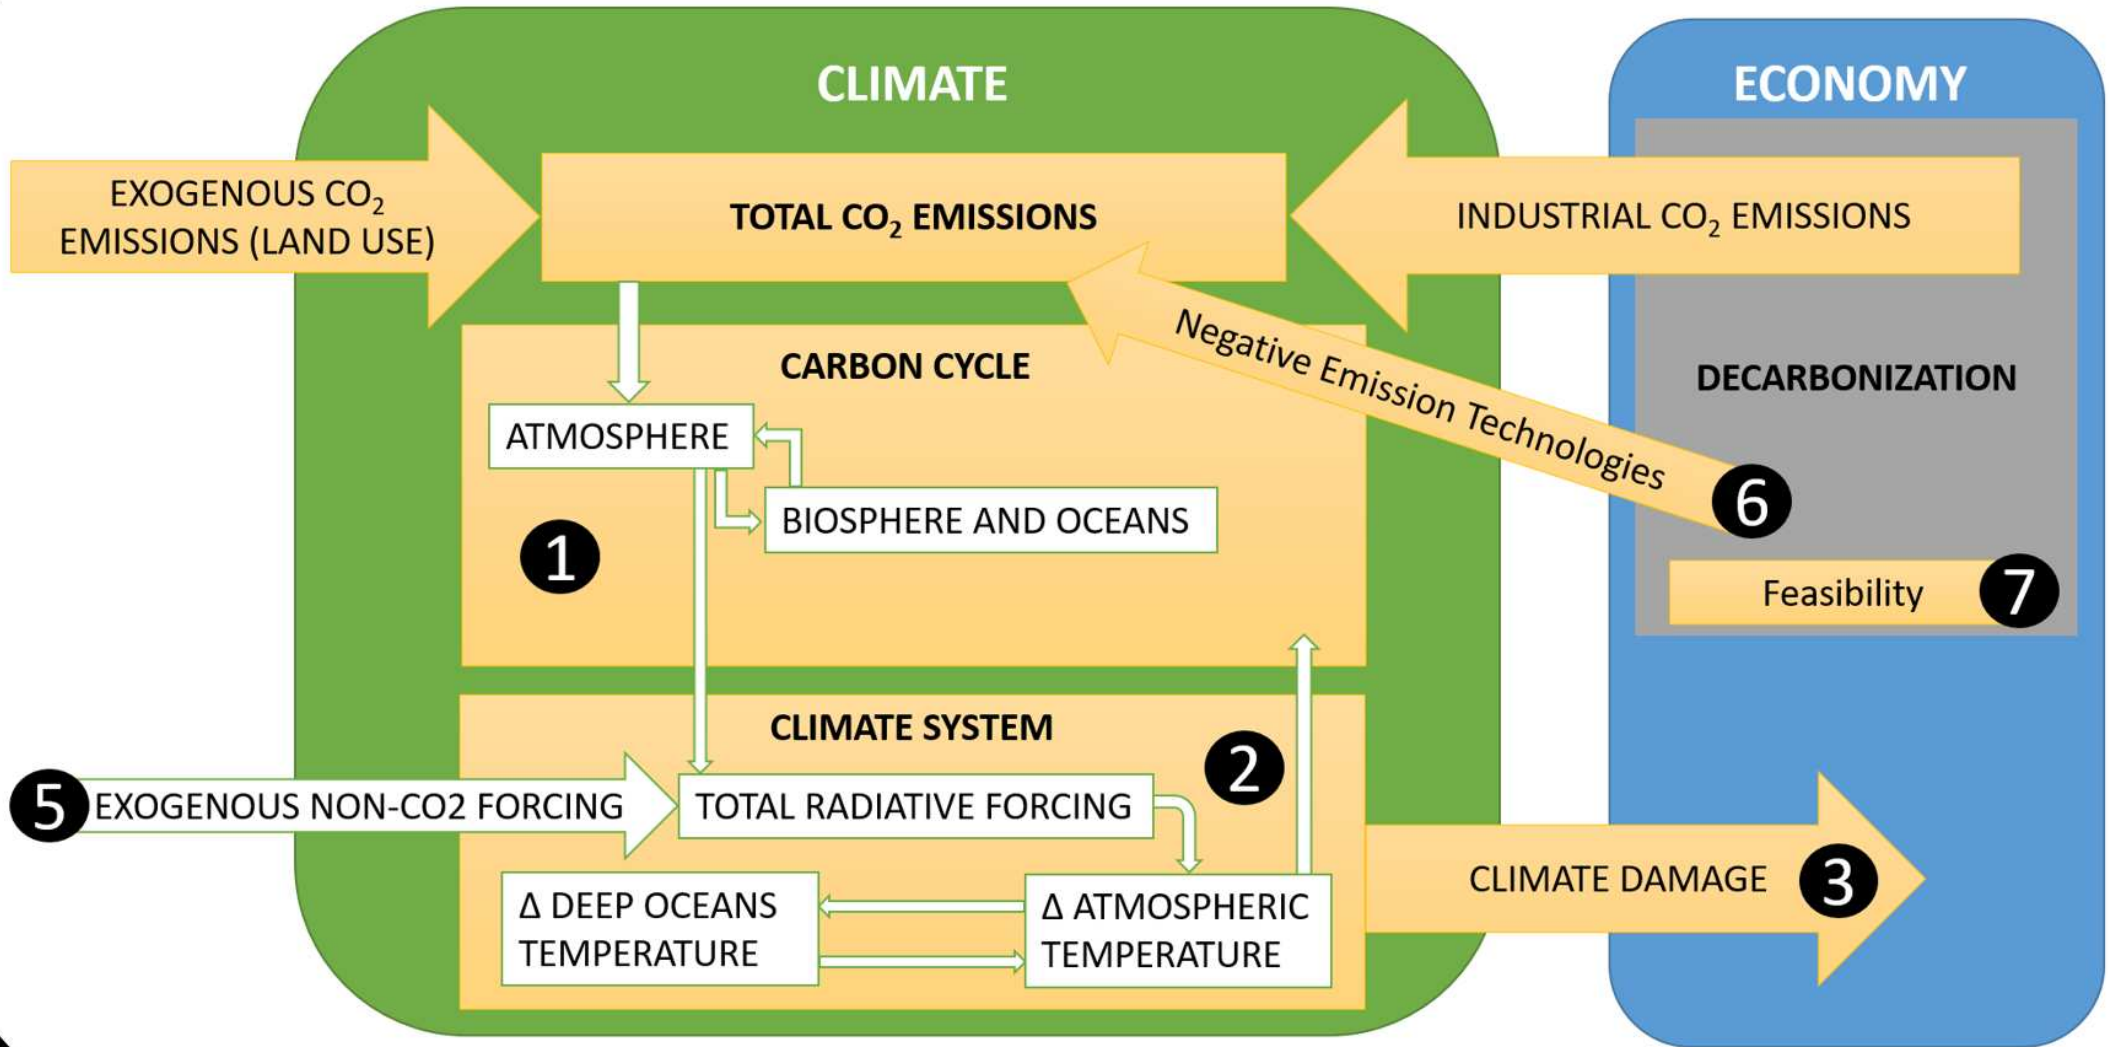 CLIMATE
ECONOMY
EXOGENOUS CO₂
EMISSIONS (LAND USE)
TOTAL CO₂ EMISSIONS
INDUSTRIAL CO₂ EMISSIONS
Negative Emission Technologies
6
CARBON CYCLE
DECARBONIZATION
ATMOSPHERE
BIOSPHERE AND OCEANS
1
Feasibility
7
CLIMATE SYSTEM
2
5
EXOGENOUS NON-CO2 FORCING
TOTAL RADIATIVE FORCING
Δ DEEP OCEANS
TEMPERATURE
Δ ATMOSPHERIC
TEMPERATURE
CLIMATE DAMAGE
3